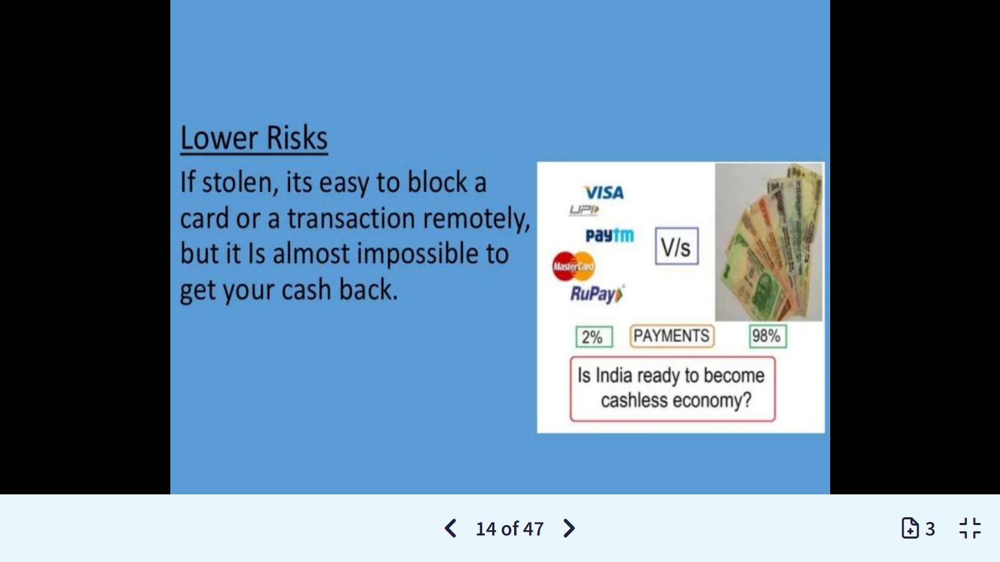 Lower Risks
If stolen, its easy to block a
card or a transaction remotely,
but it Is almost impossible to
get your cash back.
VISA
UPI
paytm
V/s
MasterCard
RuPay
2%
PAYMENTS
98%
Is India ready to become
cashless economy?
14 of 47
3